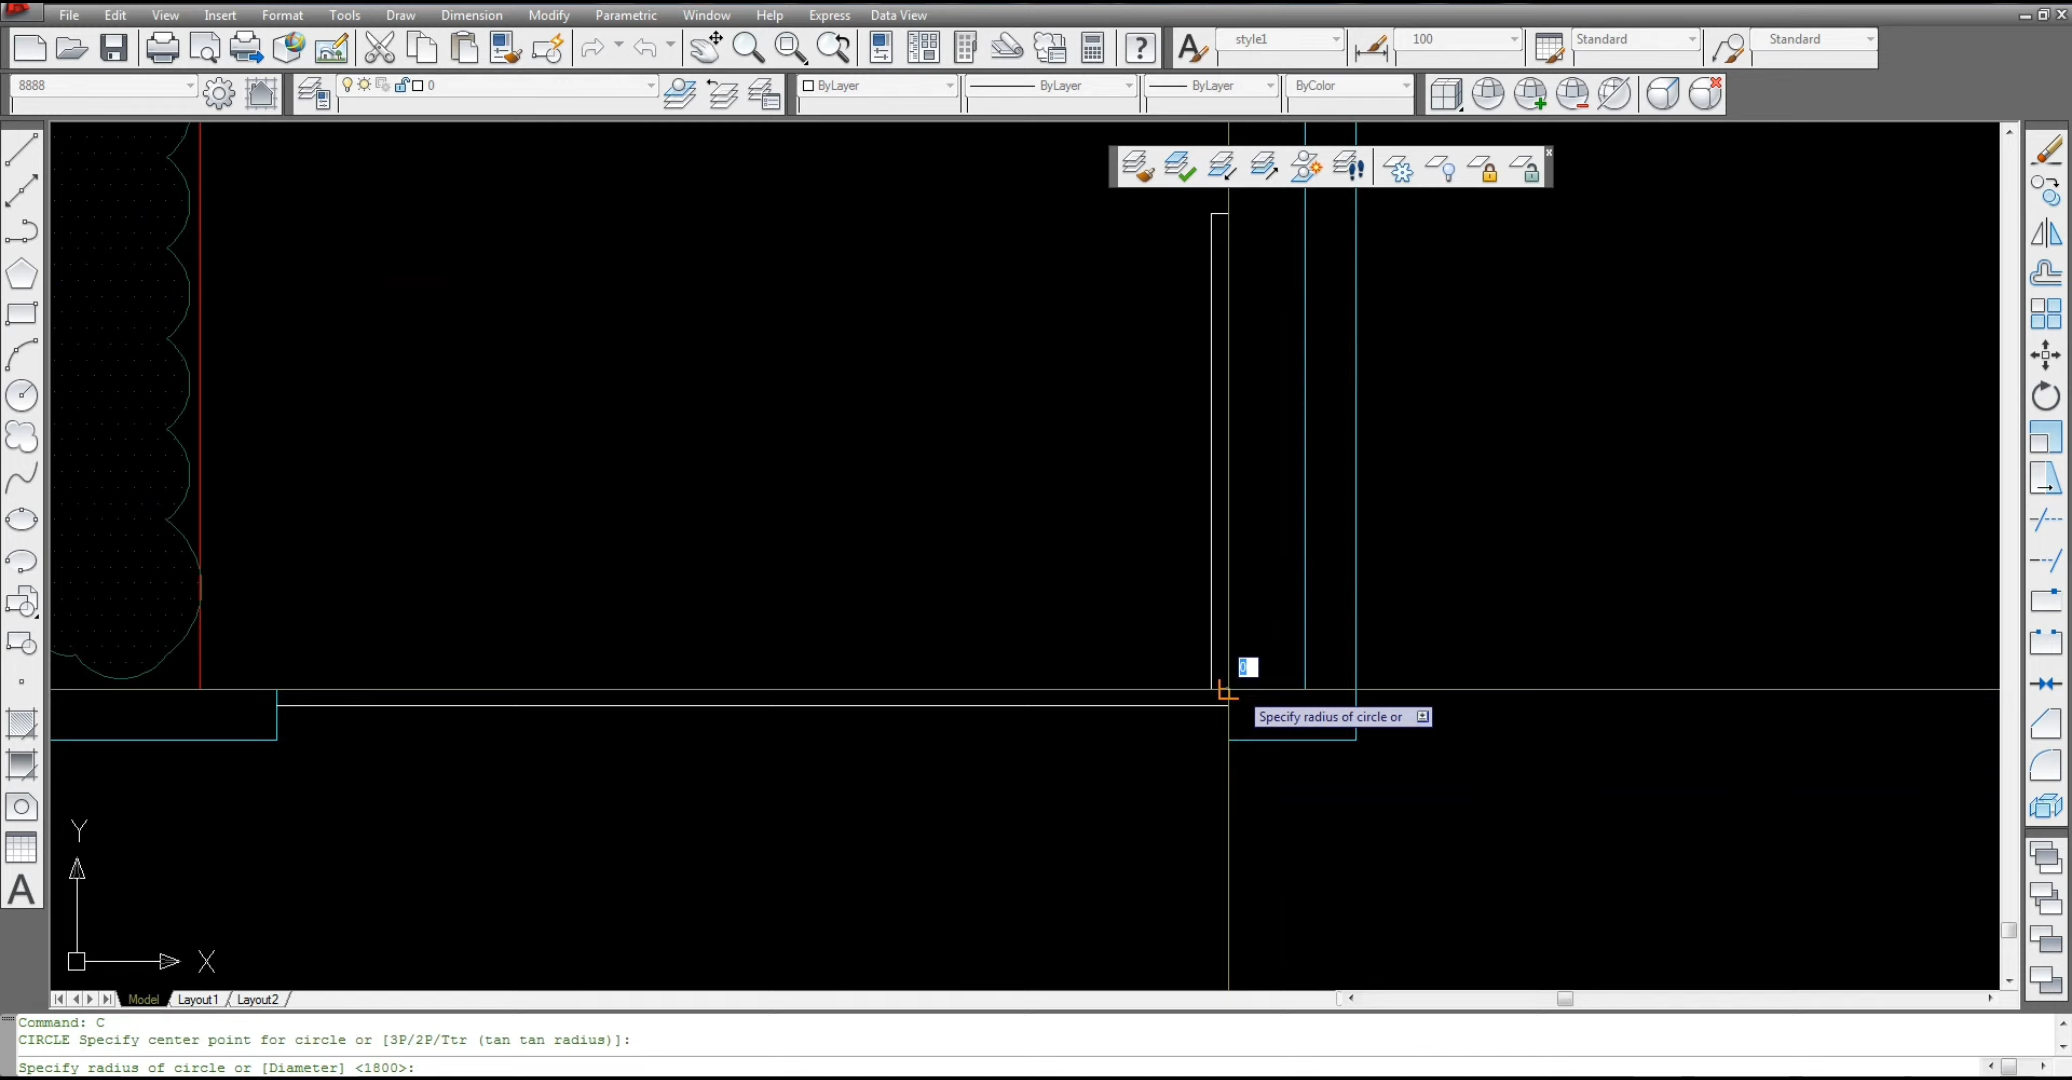 File Edit View Insert Format Tools Draw Dimension Modify Parametric Window Help Express Data View
style1 100 Standard Standard
8888 0 ByLayer ByLayer ByLayer ByColor
0
Specify radius of circle or
Y
X
Model Layout1 Layout2
Command: C
CIRCLE Specify center point for circle or [3P/2P/Ttr (tan tan radius)]:
Specify radius of circle or [Diameter] <1800>: